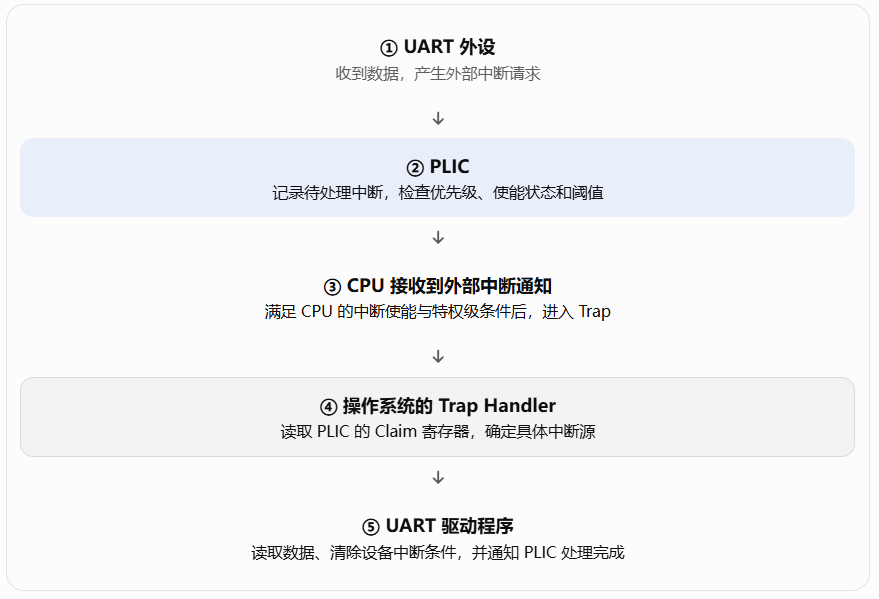 ① UART 外设
收到数据，产生外部中断请求
↓
② PLIC
记录待处理中断，检查优先级、使能状态和阈值
↓
③ CPU 接收到外部中断通知
满足 CPU 的中断使能与特权级条件后，进入 Trap
↓
④ 操作系统的 Trap Handler
读取 PLIC 的 Claim 寄存器，确定具体中断源
↓
⑤ UART 驱动程序
读取数据、清除设备中断条件，并通知 PLIC 处理完成